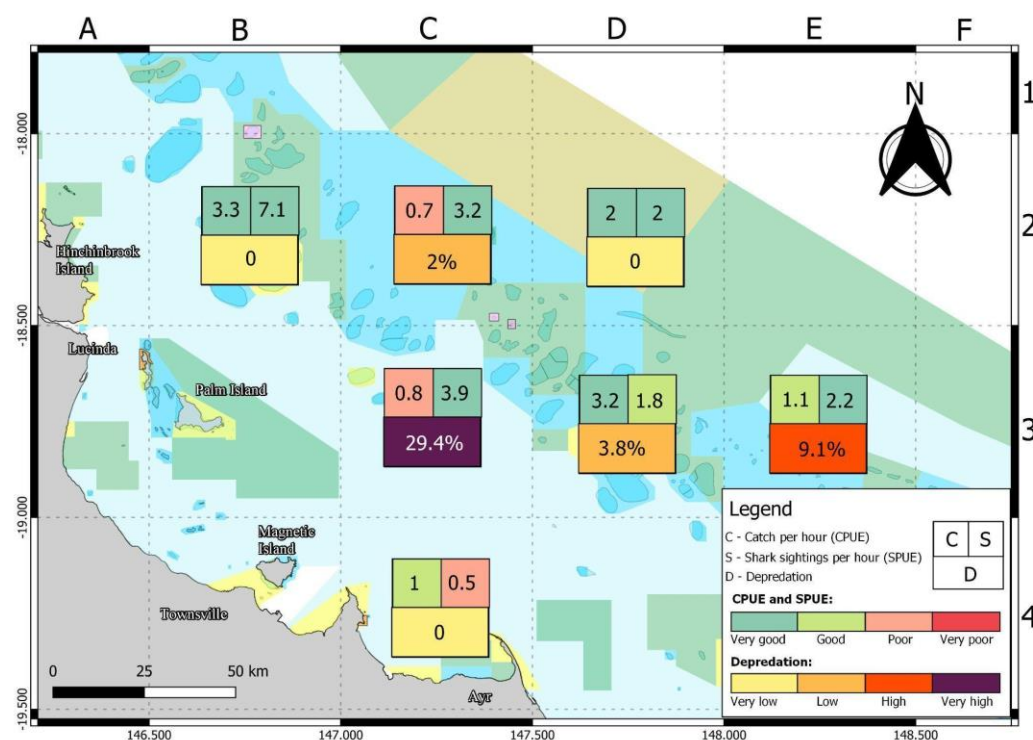 A B C D E F
N
1
-18.000
3.3 7.1
0.7 3.2
2 2
2
0
2%
0
Hinchinbrook
Island
-18.500
Lucinda
Palm Island
0.8 3.9
3.2 1.8
1.1 2.2
3
29.4%
3.8%
9.1%
-19.000
Magnetic
Island
Townsville
1 0.5
0
4
Ayr
0 25 50 km
-19.500
146.500 147.000 147.500 148.000 148.500
Legend
C - Catch per hour (CPUE)
S - Shark sightings per hour (SPUE)
D - Depredation
C S
D
CPUE and SPUE:
Very good Good Poor Very poor
Depredation:
Very low Low High Very high